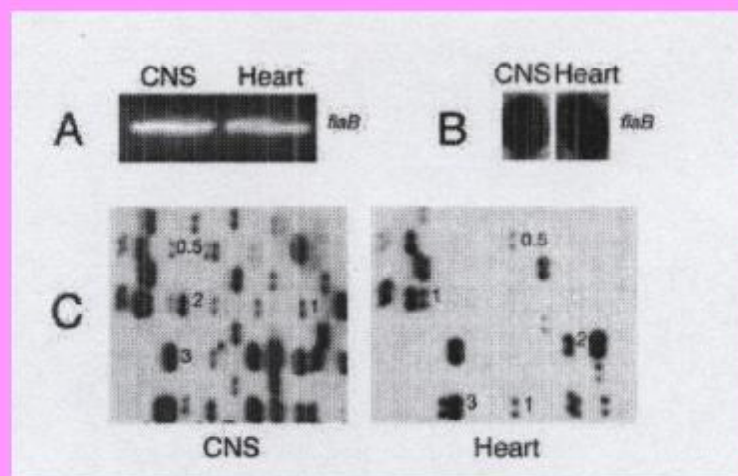 CNS Heart
A flaB
CNS Heart
B flaB
C
0.5
2
1
3
0.5
1
2
3
1
CNS
Heart